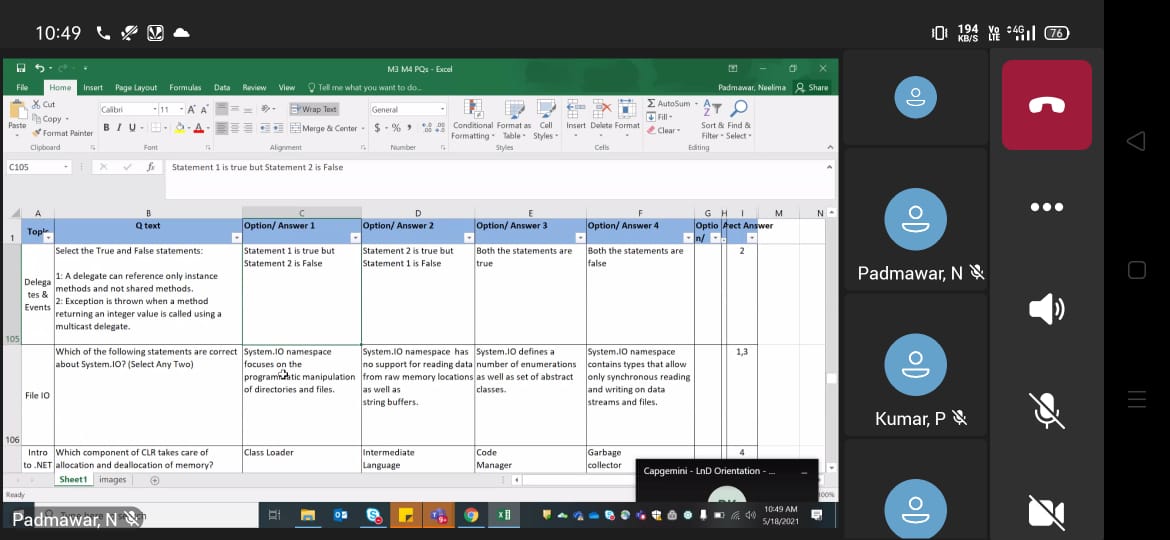 10:49
194
KB/S
Vo
LTE
4G
76
M3 M4 PQs - Excel
File Home Insert Page Layout Formulas Data Review View Tell me what you want to do... Padmawar, Neelima Share
Paste
Cut
Copy
Format Painter
Clipboard
Calibri 11
B I U
Font
Wrap Text
Merge & Center
Alignment
General
$ % ,
Number
Conditional Formatting
Format as Table
Cell Styles
Styles
Insert Delete Format
Cells
AutoSum
Fill
Clear
Sort & Filter
Find & Select
Editing
C105 fx Statement 1 is true but Statement 2 is False
A B C D E F G H I M N
1 Topic Q text Option/ Answer 1 Option/ Answer 2 Option/ Answer 3 Option/ Answer 4 Optio n/ rect Answer
105
Delega
tes &
Events
Select the True and False statements:
1: A delegate can reference only instance
methods and not shared methods.
2: Exception is thrown when a method
returning an integer value is called using a
multicast delegate.
Statement 1 is true but
Statement 2 is False
Statement 2 is true but
Statement 1 is False
Both the statements are
true
Both the statements are
false
2
106
File IO
Which of the following statements are correct
about System.IO? (Select Any Two)
System.IO namespace
focuses on the
programmatic manipulation
of directories and files.
System.IO namespace has
no support for reading data
from raw memory locations
as well as
string buffers.
System.IO defines a
number of enumerations
as well as set of abstract
classes.
System.IO namespace
contains types that allow
only synchronous reading
and writing on data
streams and files.
1,3
Intro
to .NET
Which component of CLR takes care of
allocation and deallocation of memory?
Class Loader
Intermediate
Language
Code
Manager
Garbage
collector
4
Sheet1 images
Ready
Capgemini - LnD Orientation - ...
10:49 AM
5/18/2021
Padmawar, N
Padmawar, N
Kumar, P